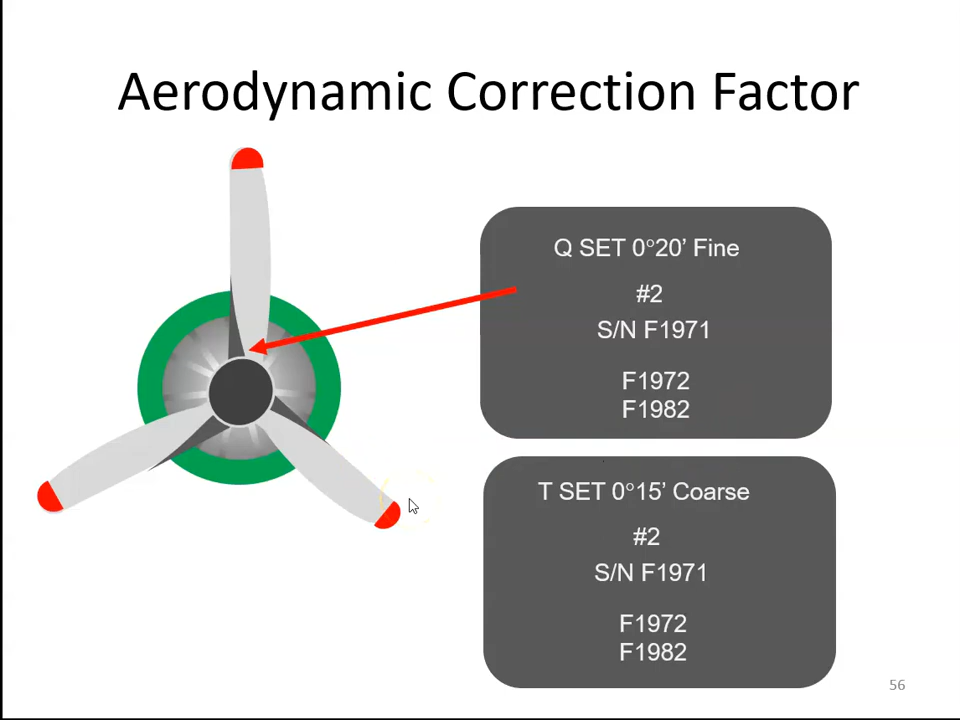 Aerodynamic Correction Factor
Q SET 0°20’ Fine
#2
S/N F1971
F1972
F1982
T SET 0°15’ Coarse
#2
S/N F1971
F1972
F1982
56